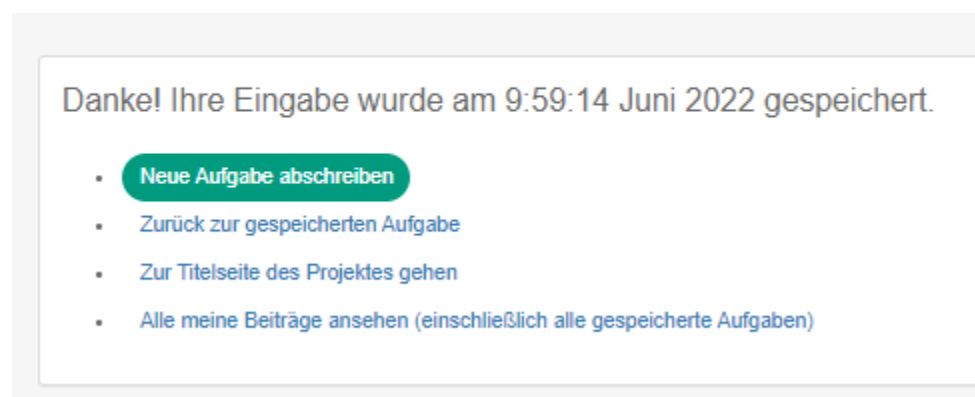 Danke! Ihre Eingabe wurde am 9:59:14 Juni 2022 gespeichert.
Neue Aufgabe abschreiben
Zurück zur gespeicherten Aufgabe
Zur Titelseite des Projektes gehen
Alle meine Beiträge ansehen (einschließlich alle gespeicherte Aufgaben)